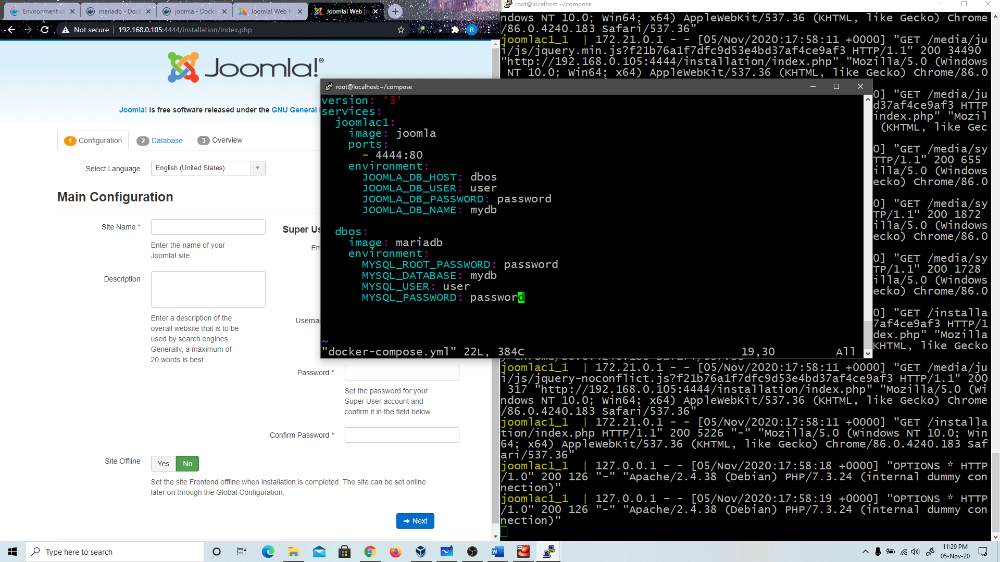 Environment va
mariadb - Dock
joomla - Docke
Joomla! Web In
Joomla! Web In
Not secure
192.168.0.105:4444/installation/index.php
R
Joomla!®
Joomla! is free software released under the GNU General
1 Configuration
2 Database
3 Overview
Select Language
English (United States)
Main Configuration
Site Name *
Enter the name of your
Joomla! site.
Super Us
Em
Description
Enter a description of the
overall website that is to be
used by search engines.
Generally, a maximum of
20 words is best.
Userna
Password *
Set the password for your
Super User account and
confirm it in the field below.
Confirm Password *
Site Offline
Yes
No
Set the site Frontend offline when installation is completed. The site can be set online
later on through the Global Configuration.
Next
root@localhost:~/compose
version: '3'
services:
joomlac1:
image: joomla
ports:
- 4444:80
environment:
JOOMLA_DB_HOST: dbos
JOOMLA_DB_USER: user
JOOMLA_DB_PASSWORD: password
JOOMLA_DB_NAME: mydb
dbos:
image: mariadb
environment:
MYSQL_ROOT_PASSWORD: password
MYSQL_DATABASE: mydb
MYSQL_USER: user
MYSQL_PASSWORD: password
~
"docker-compose.yml" 22L, 384C
19,30
All
root@localhost:~/compose
ndows NT 10.0; Win64; x64) AppleWebKit/537.36 (KHTML, like Gecko) Chrome
/86.0.4240.183 Safari/537.36"
joomlac1_1 | 172.21.0.1 - - [05/Nov/2020:17:58:11 +0000] "GET /media/ju
i/js/jquery.min.js?f21b76a1f7dfc9d53e4bd37af4ce9af3 HTTP/1.1" 200 34490
"http://192.168.0.105:4444/installation/index.php" "Mozilla/5.0 (Windows
NT 10.0; Win64; x64) AppleWebKit/537.36 (KHTML, like Gecko) Chrome/86.0
0] "GET /media/ju
d37af4ce9af3 HTTP
index.php" "Mozil
(KHTML, like Gec
0] "GET /media/sy
TTP/1.1" 200 655
illa/5.0 (Windows
ecko) Chrome/86.0
0] "GET /media/sy
TP/1.1" 200 1872
illa/5.0 (Windows
ecko) Chrome/86.0
0] "GET /media/sy
TP/1.1" 200 1728
illa/5.0 (Windows
ecko) Chrome/86.0
0] "GET /installa
7af4ce9af3 HTTP/1
dex.php" "Mozilla
KHTML, like Gecko
joomlac1_1 | 172.21.0.1 - - [05/Nov/2020:17:58:11 +0000] "GET /media/ju
i/js/jquery-noconflict.js?f21b76a1f7dfc9d53e4bd37af4ce9af3 HTTP/1.1" 200
317 "http://192.168.0.105:4444/installation/index.php" "Mozilla/5.0 (Wi
ndows NT 10.0; Win64; x64) AppleWebKit/537.36 (KHTML, like Gecko) Chrome
/86.0.4240.183 Safari/537.36"
joomlac1_1 | 172.21.0.1 - - [05/Nov/2020:17:58:11 +0000] "GET /installa
tion/index.php HTTP/1.1" 200 5226 "-" "Mozilla/5.0 (Windows NT 10.0; Win
64; x64) AppleWebKit/537.36 (KHTML, like Gecko) Chrome/86.0.4240.183 Saf
ari/537.36"
joomlac1_1 | 127.0.0.1 - - [05/Nov/2020:17:58:18 +0000] "OPTIONS * HTTP
/1.0" 200 126 "-" "Apache/2.4.38 (Debian) PHP/7.3.24 (internal dummy con
nection)"
joomlac1_1 | 127.0.0.1 - - [05/Nov/2020:17:58:19 +0000] "OPTIONS * HTTP
/1.0" 200 126 "-" "Apache/2.4.38 (Debian) PHP/7.3.24 (internal dummy con
nection)"
Type here to search
11:29 PM
05-Nov-20